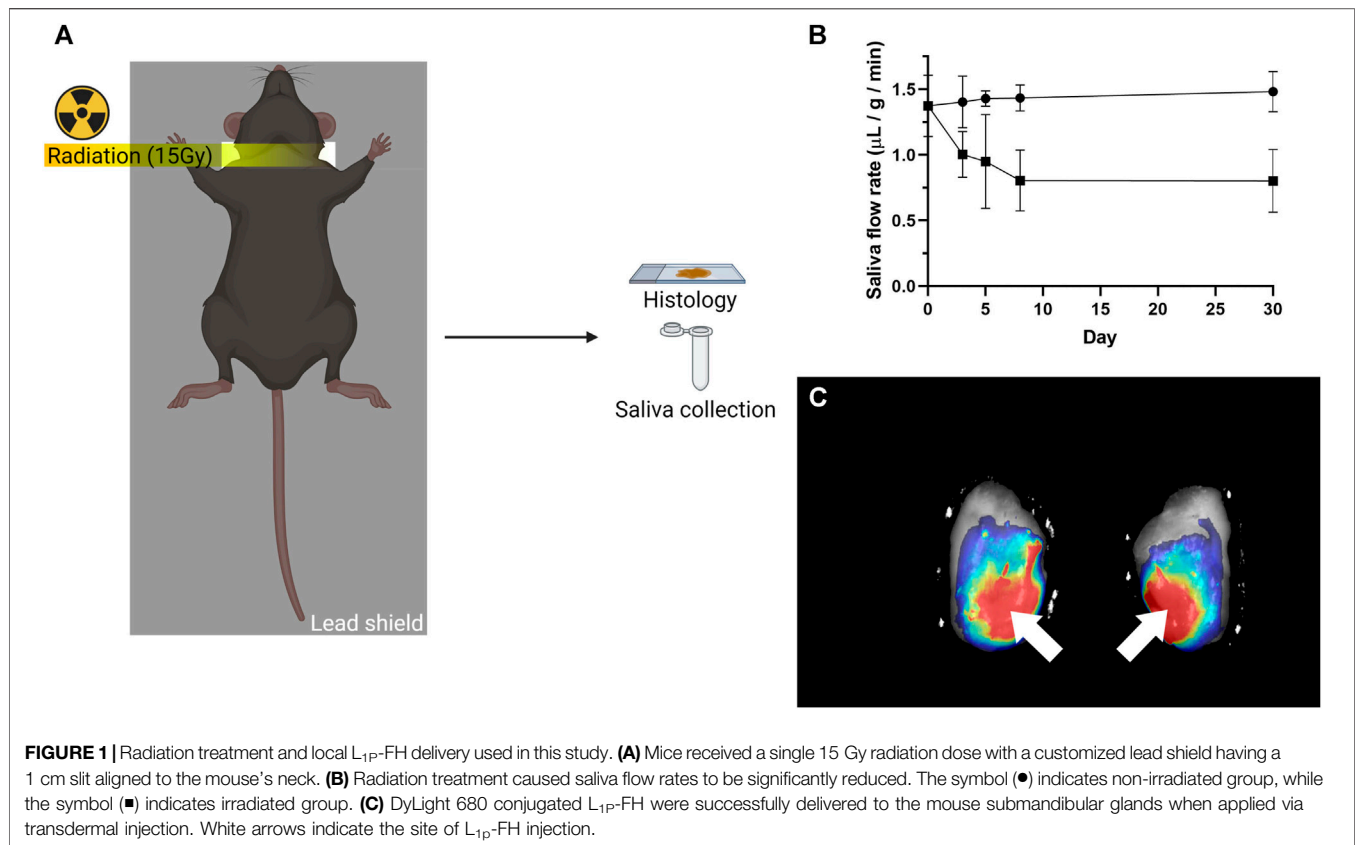 A
Radiation (15Gy)
Lead shield
Histology
Saliva collection
B
Saliva flow rate (µL / g / min)
1.5
1.0
0.5
0.0
0 5 10 15 20 25 30
Day
C
FIGURE 1 | Radiation treatment and local L1P-FH delivery used in this study. (A) Mice received a single 15 Gy radiation dose with a customized lead shield having a
1 cm slit aligned to the mouse's neck. (B) Radiation treatment caused saliva flow rates to be significantly reduced. The symbol (●) indicates non-irradiated group, while
the symbol (■) indicates irradiated group. (C) DyLight 680 conjugated L1P-FH were successfully delivered to the mouse submandibular glands when applied via
transdermal injection. White arrows indicate the site of L1p-FH injection.